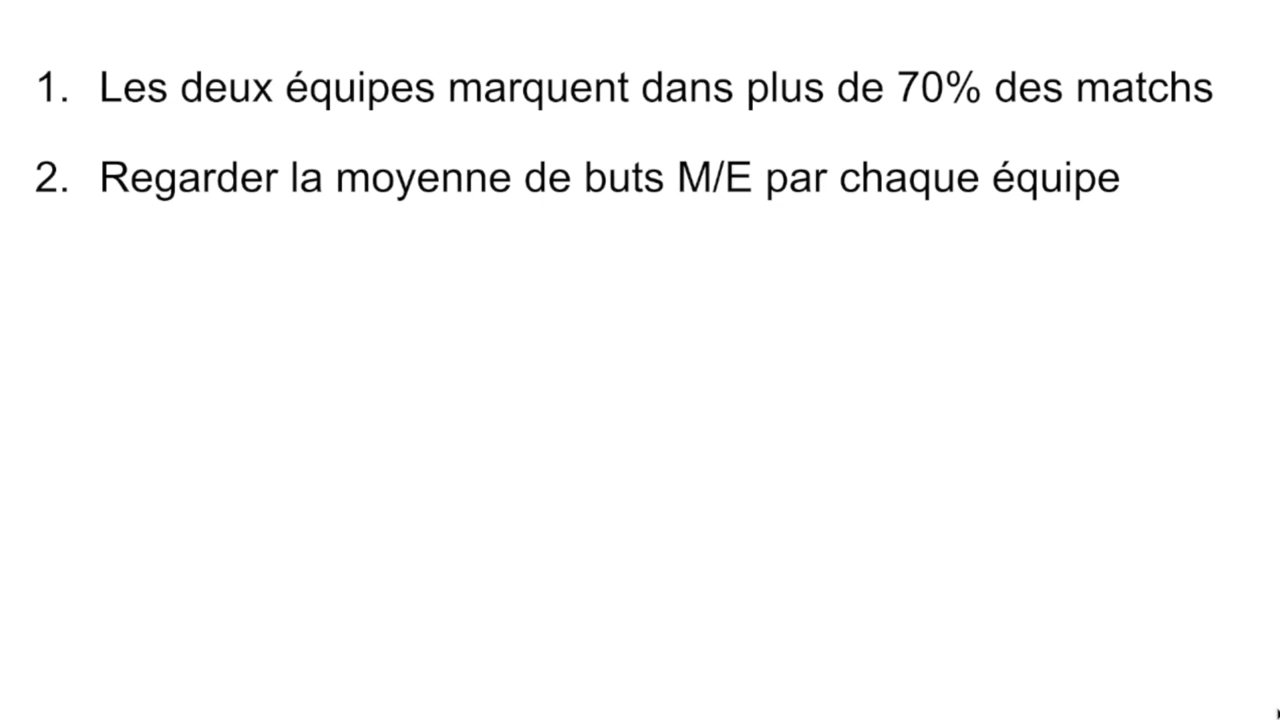 1. Les deux équipes marquent dans plus de 70% des matchs
2. Regarder la moyenne de buts M/E par chaque équipe